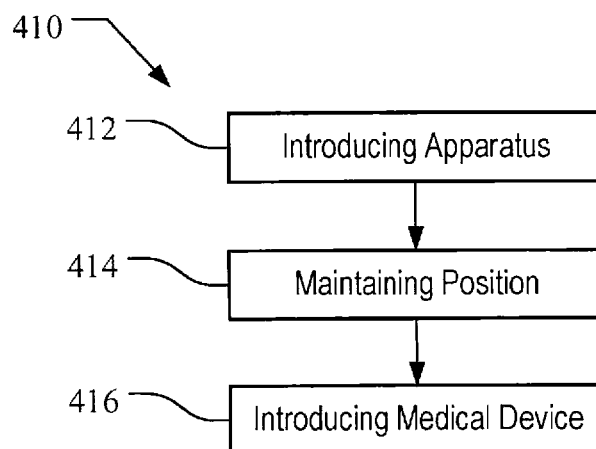 410
412
Introducing Apparatus
414
Maintaining Position
416
Introducing Medical Device